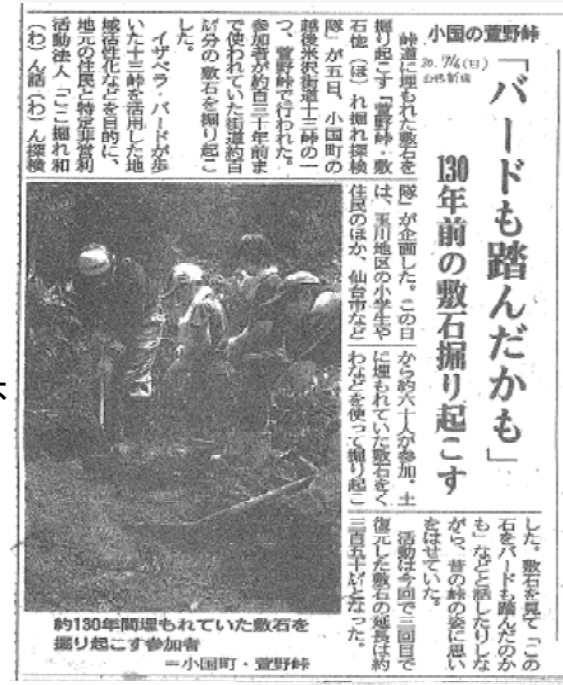 小国の萱野峠
20.7/6(日)
山形新聞
「バードも踏んだかも」
130年前の敷石掘り起こす
峠道に埋もれた敷石を
掘り起こす「萱野峠・敷
石惚(ほ)れ掘れ探検
隊」が五日、小国町の
越後米沢街道十三峠の一
つ、萱野峠で行われた。
参加者が約百三十年前ま
で使われていた街道約百
㍍分の敷石を掘り起こ
した。
イザベラ・バードが歩
いた十三峠を活用した地
域活性化などを目的に、
地元の住民と特定非営利
活動法人「ここ掘れ和
(わ)ん話(わ)ん探検
隊」が企画した。この日
は、玉川地区の小学生や
住民のほか、仙台市など
から約六十人が参加。土
に埋もれていた敷石をく
わなどを使って掘り起こ
した。敷石を見て「この
石をバードも踏んだのか
も」などと話したりしな
がら、昔の峠の姿に思い
をはせていた。
活動は今回で三回目で
復元した敷石の延長は約
三百五十㍍となった。
約130年間埋もれていた敷石を
掘り起こす参加者
=小国町・萱野峠